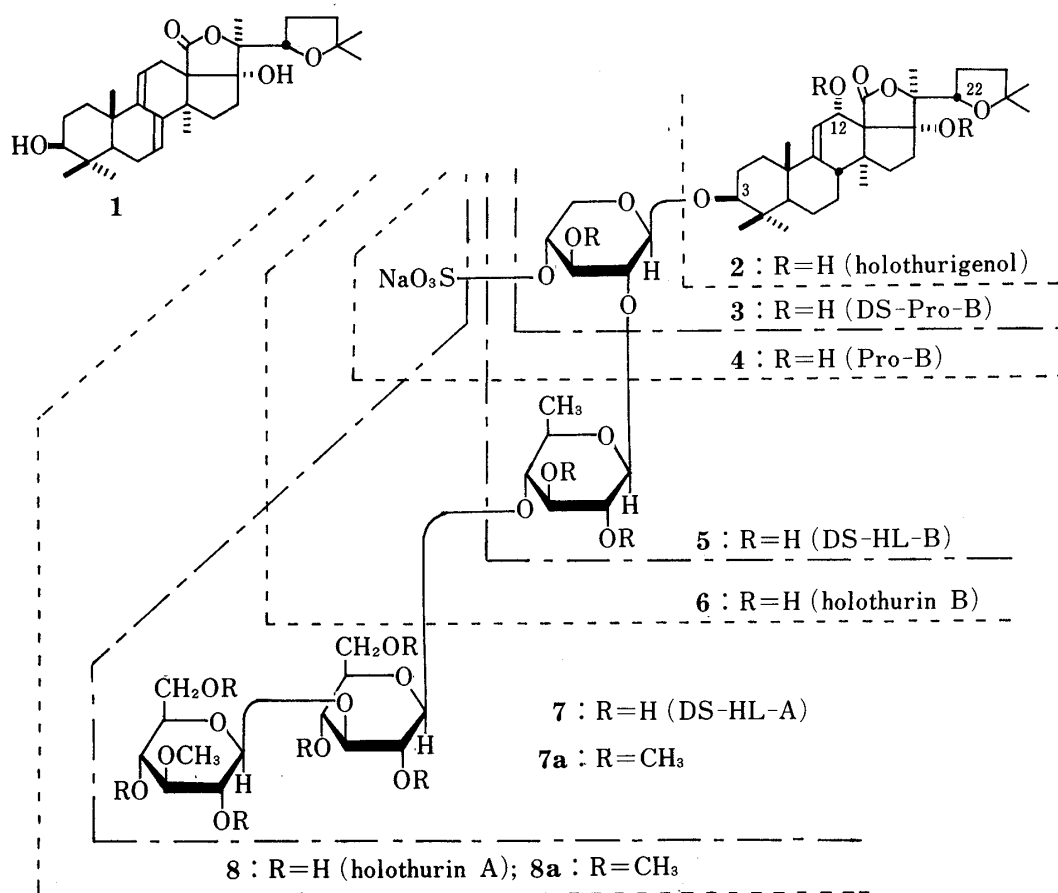 O
O
OH
O
HO
1
RO
O
O
22
O
12
OR
O
3
O
OR
H
NaO₃S
O
O
2 : R=H (holothurigenol)
3 : R=H (DS-Pro-B)
4 : R=H (Pro-B)
CH₃
O
OR
O
H
OR
5 : R=H (DS-HL-B)
6 : R=H (holothurin B)
CH₂OR
O
CH₂OR
O
O
OCH₃
H
RO
OR
H
RO
OR
7 : R=H (DS-HL-A)
7a : R=CH₃
8 : R=H (holothurin A); 8a : R=CH₃